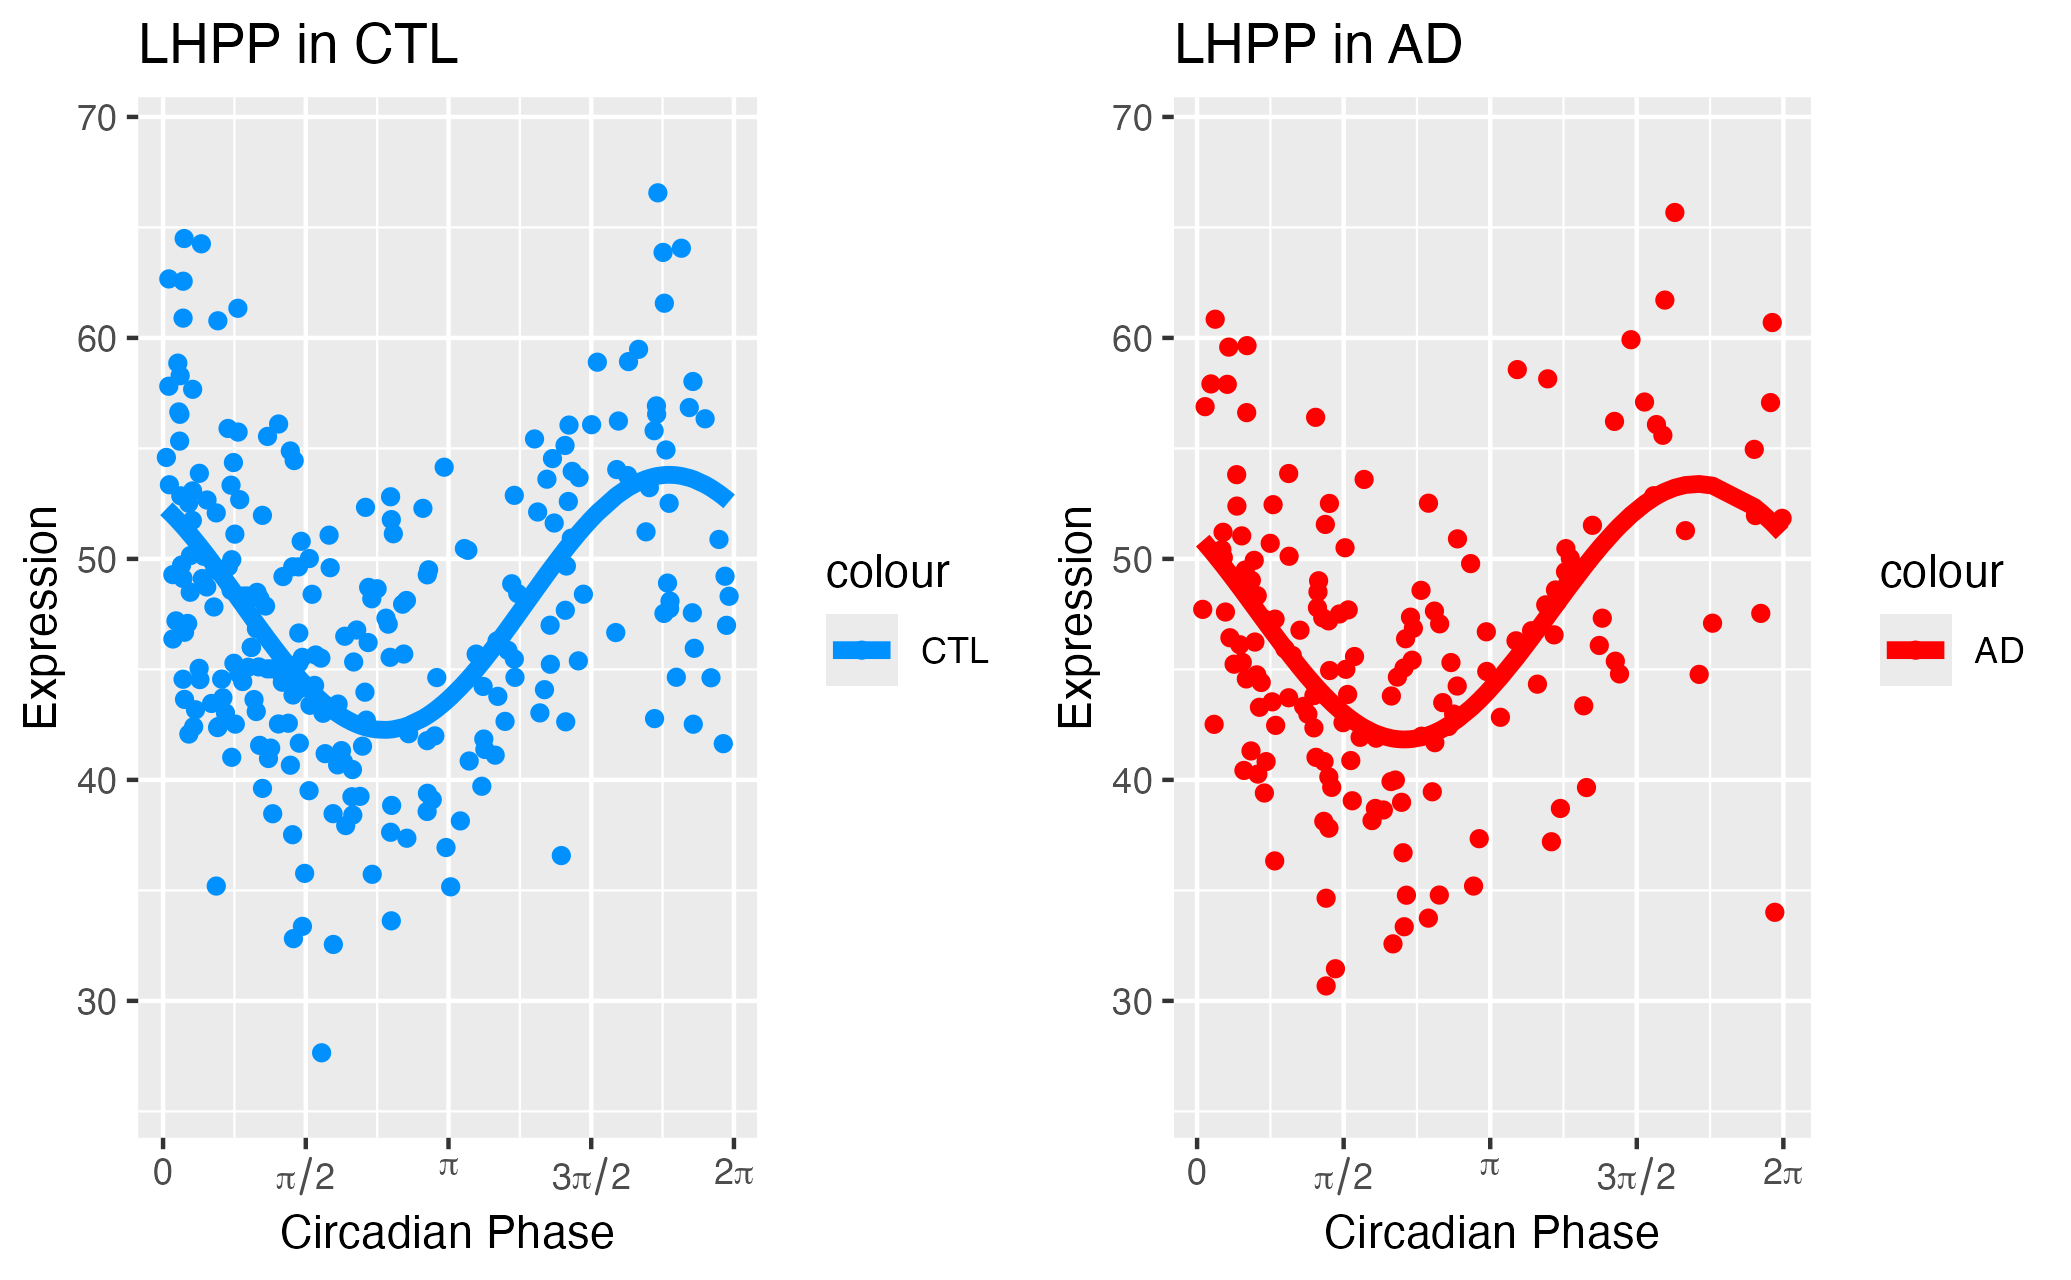 LHPP in CTL
70
60
50
40
30
Expression
0
π/2
π
3π/2
2π
Circadian Phase
colour
CTL
LHPP in AD
70
60
50
40
30
Expression
0
π/2
π
3π/2
2π
Circadian Phase
colour
AD